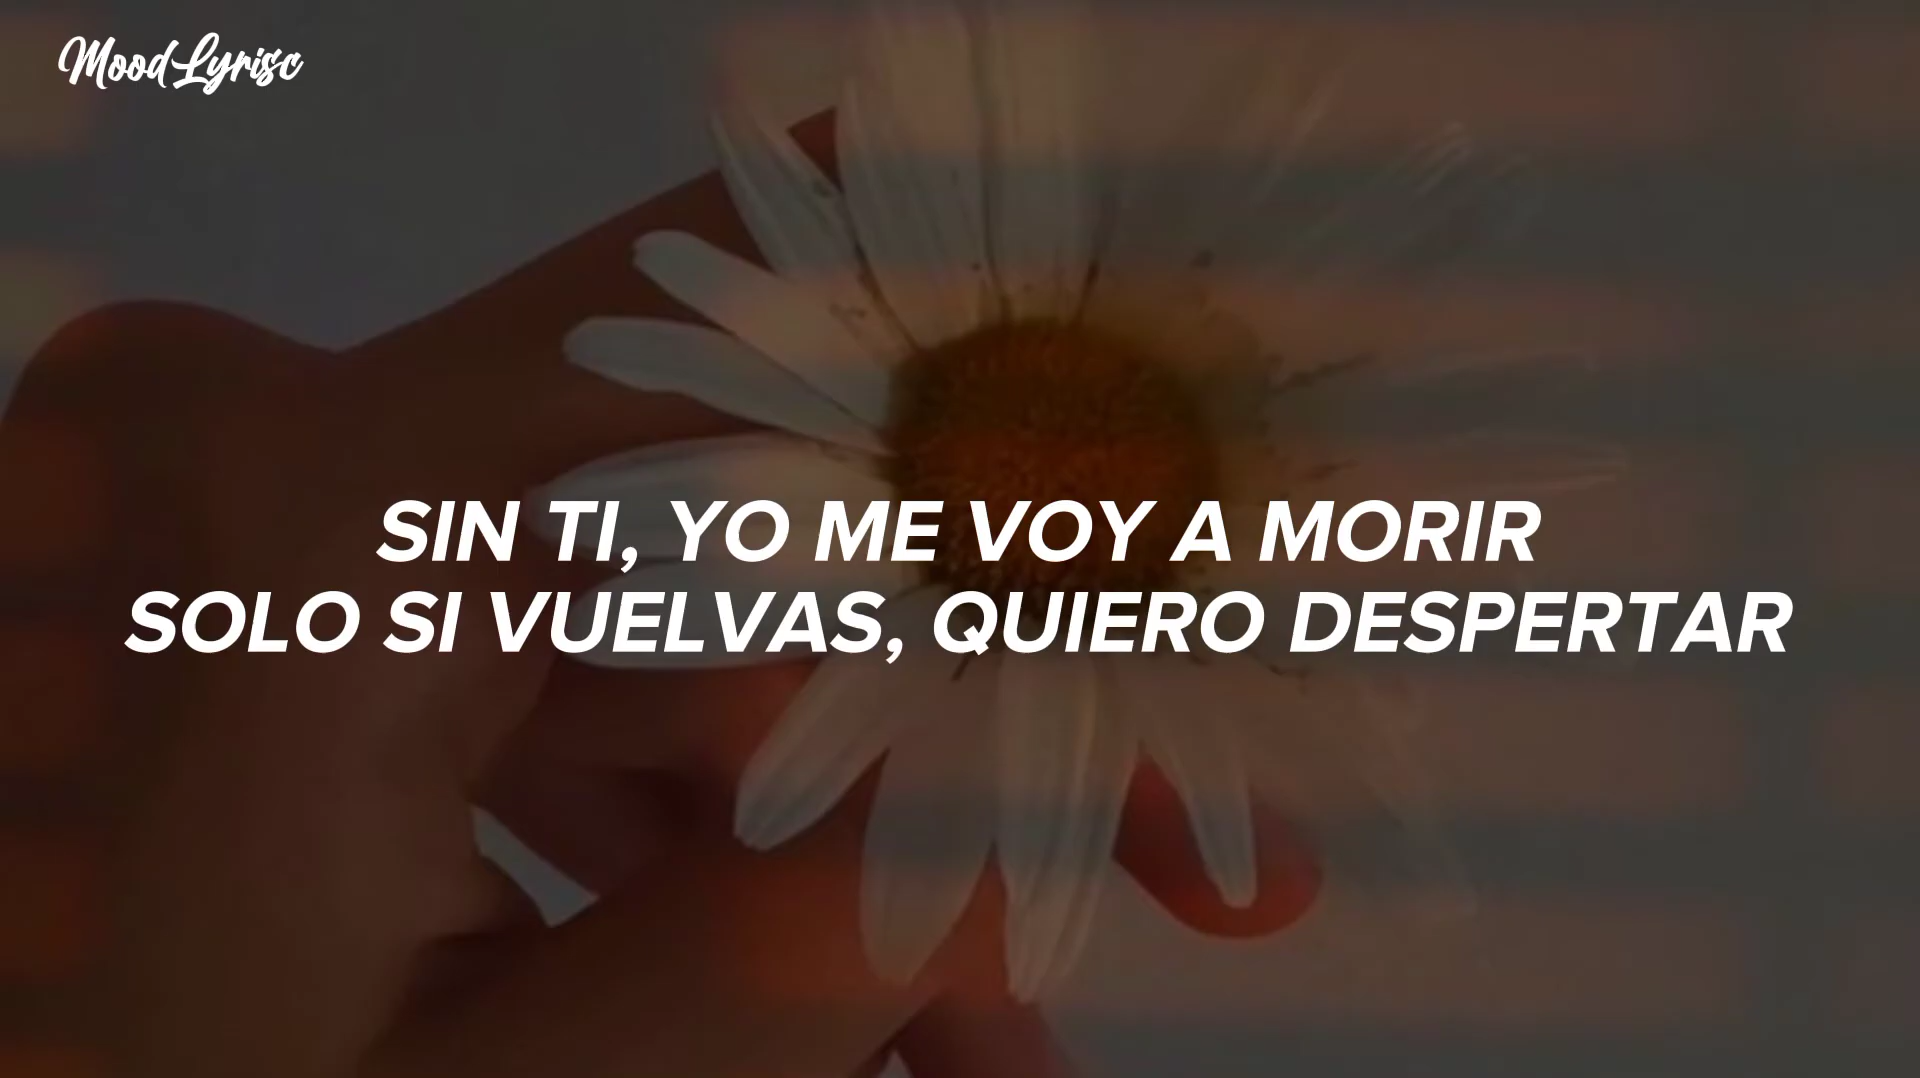 MoodLyrisc
SIN TI, YO ME VOY A MORIR
SOLO SI VUELVAS, QUIERO DESPERTAR